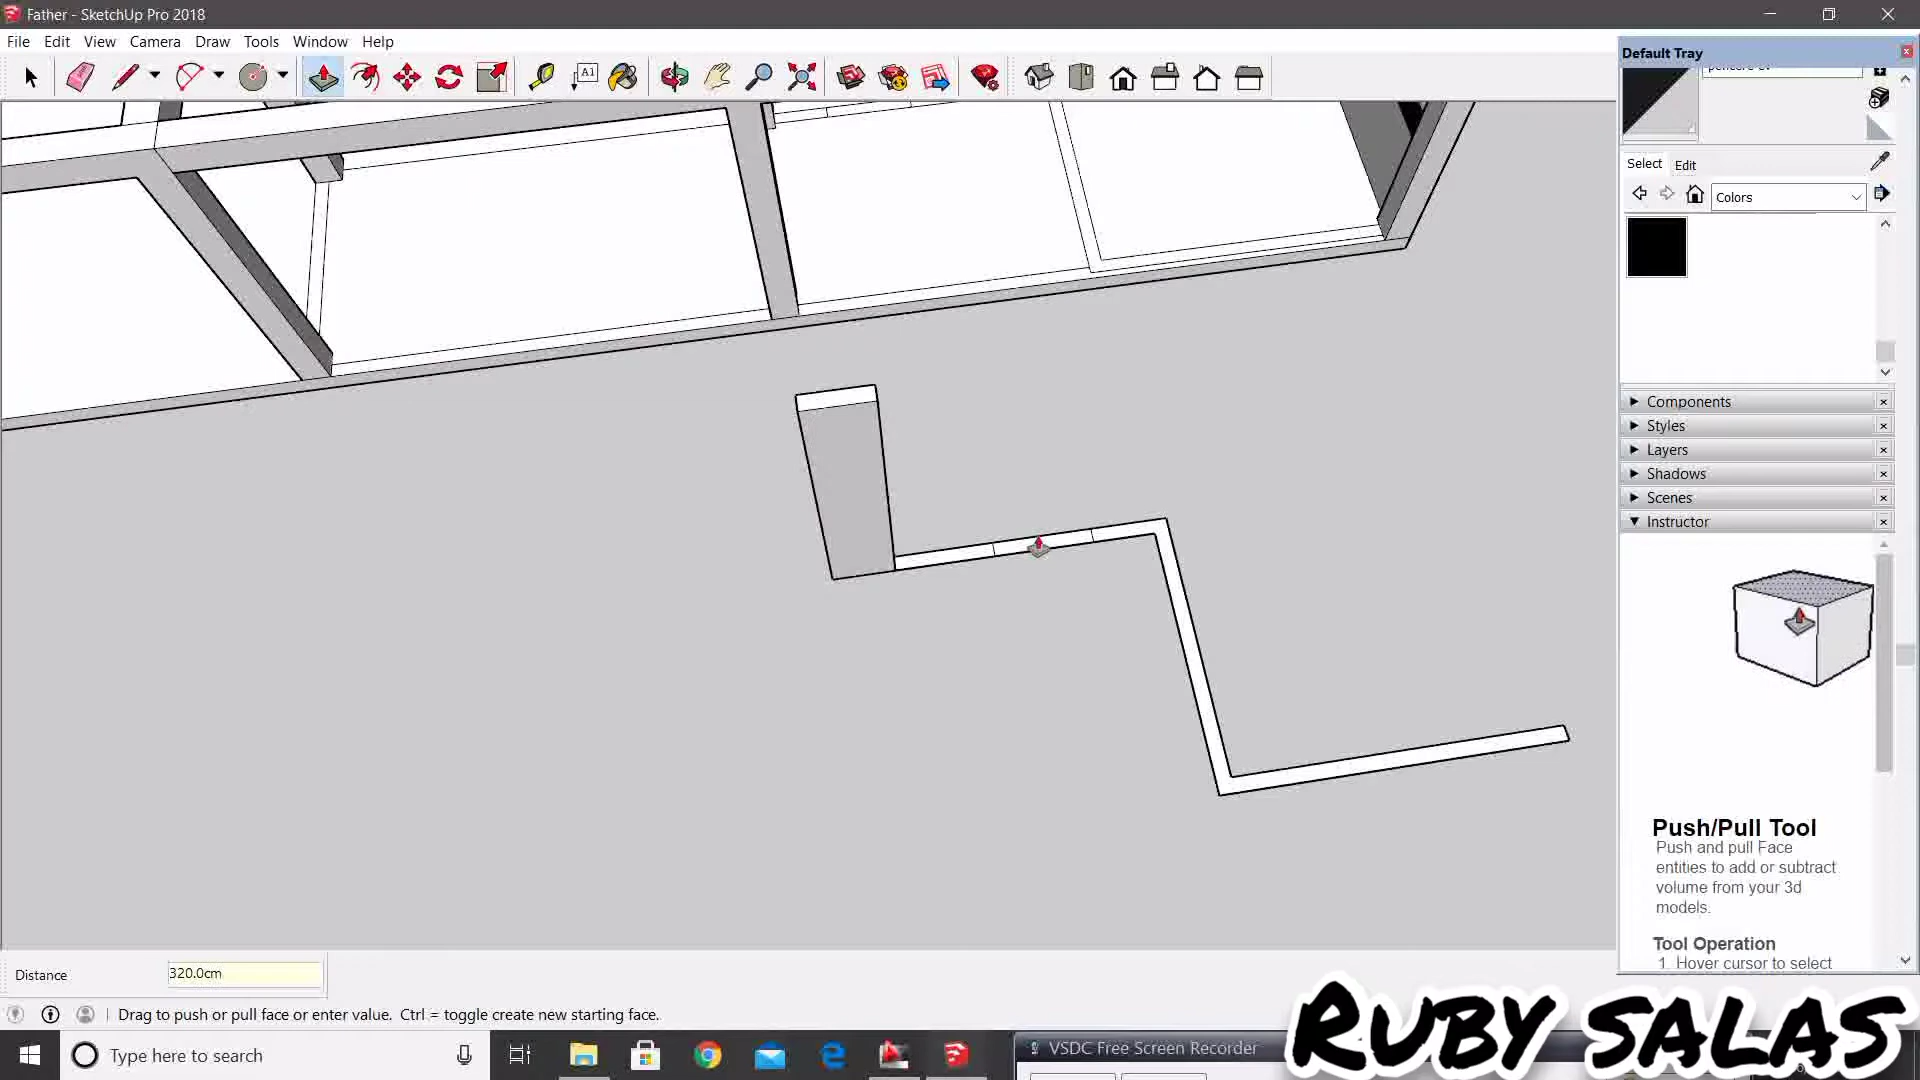 Father - SketchUp Pro 2018
File Edit View Camera Draw Tools Window Help
A1
Default Tray
Select Edit
Colors
Components
Styles
Layers
Shadows
Scenes
Instructor
Push/Pull Tool
Push and pull Face
entities to add or subtract
volume from your 3d
models.
Tool Operation
1. Hover cursor to select
Distance 320.0cm
Drag to push or pull face or enter value. Ctrl = toggle create new starting face.
Type here to search
VSDC Free Screen Recorder
RUBY SALAS